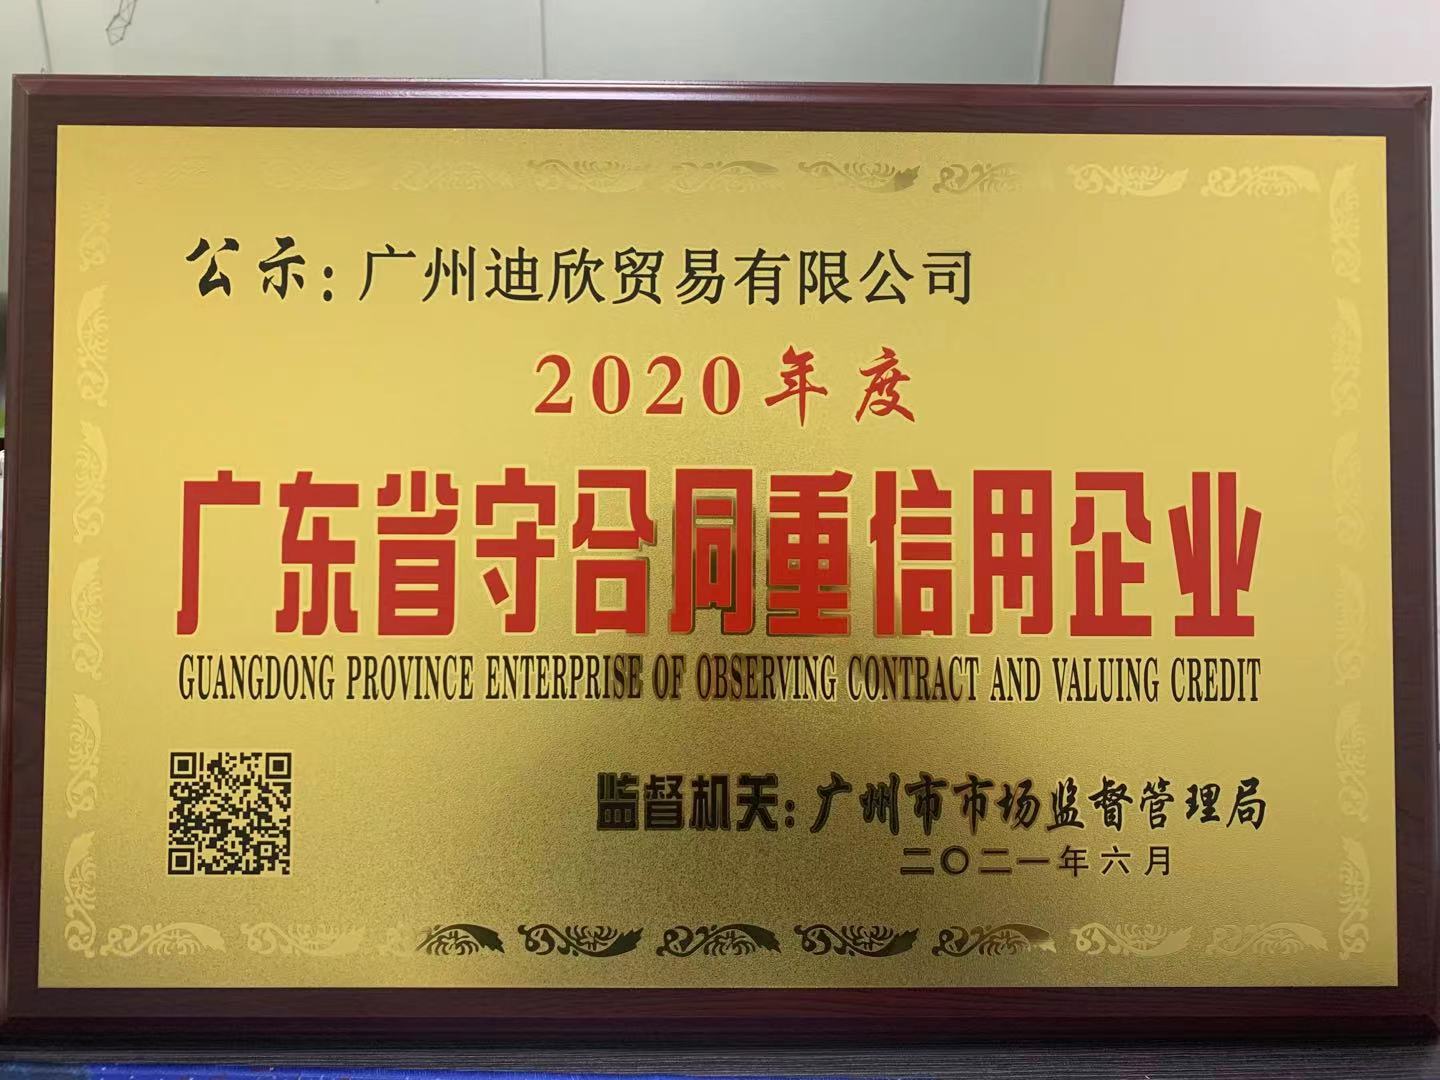 公示：广州迪欣贸易有限公司
2020年度
广东省守合同重信用企业
GUANGDONG PROVINCE ENTERPRISE OF OBSERVING CONTRACT AND VALUING CREDIT
监督机关：广州市市场监督管理局
二〇二一年六月